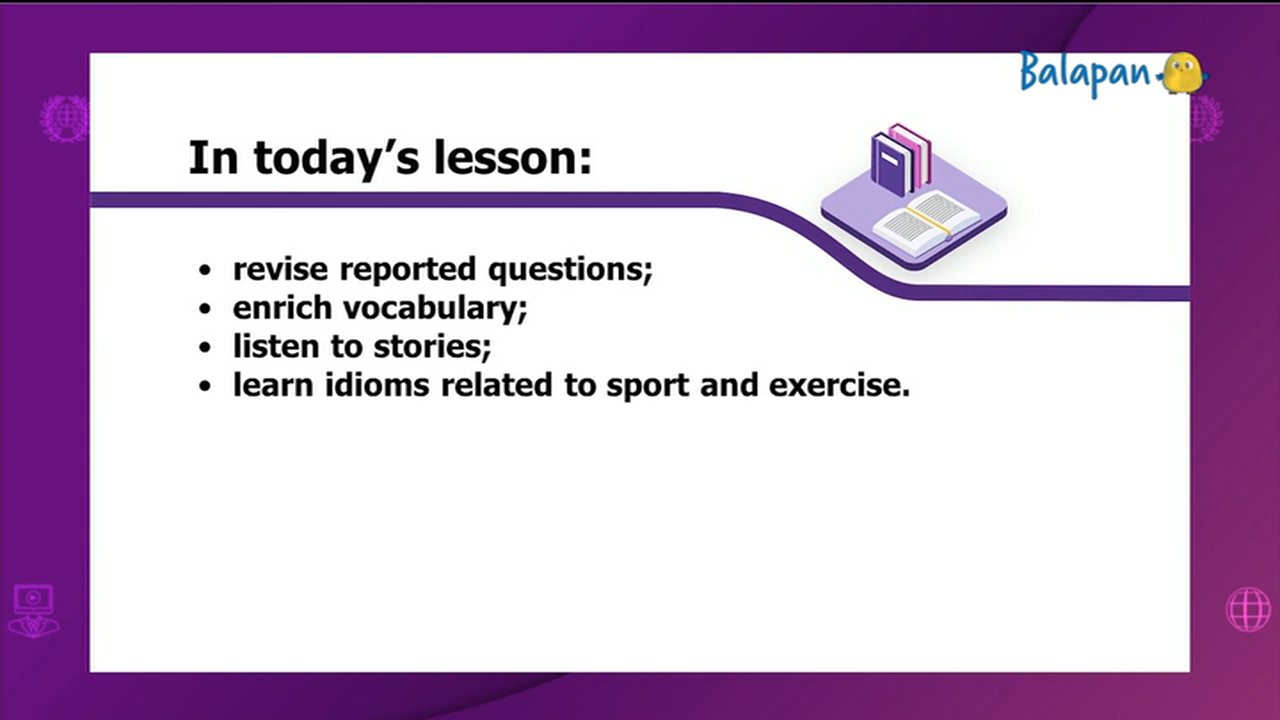 Balapan
In today’s lesson:
• revise reported questions;
• enrich vocabulary;
• listen to stories;
• learn idioms related to sport and exercise.